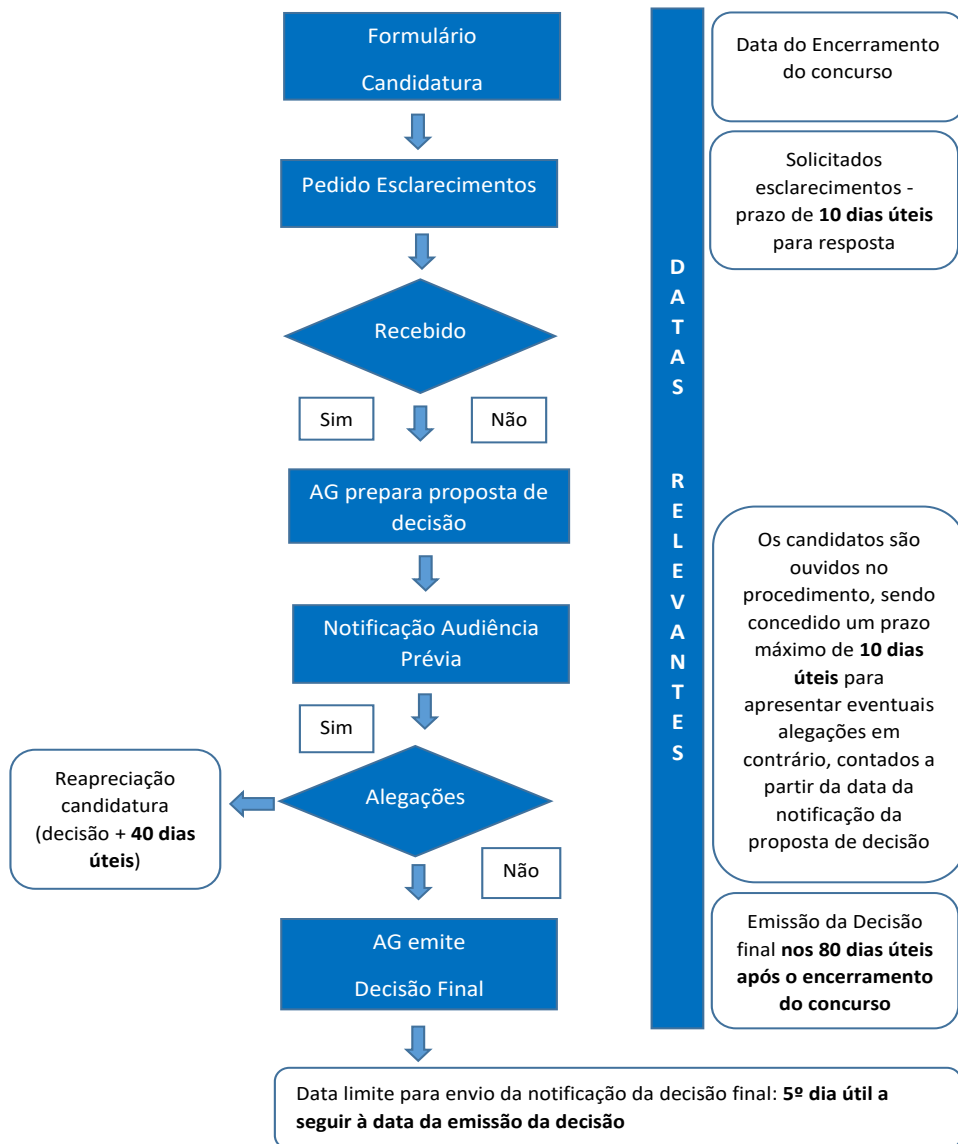 Formulário
Candidatura
Data do Encerramento
do concurso
Pedido Esclarecimentos
Solicitados
esclarecimentos -
prazo de 10 dias úteis
para resposta
Recebido
Sim
Não
DATAS RELEVANTES
AG prepara proposta de
decisão
Notificação Audiência
Prévia
Os candidatos são
ouvidos no
procedimento, sendo
concedido um prazo
máximo de 10 dias
úteis para
apresentar eventuais
alegações em
contrário, contados a
partir da data da
notificação da
proposta de decisão
Sim
Alegações
Reapreciação
candidatura
(decisão + 40 dias
úteis)
Não
AG emite
Decisão Final
Emissão da Decisão
final nos 80 dias úteis
após o encerramento
do concurso
Data limite para envio da notificação da decisão final: 5º dia útil a
seguir à data da emissão da decisão